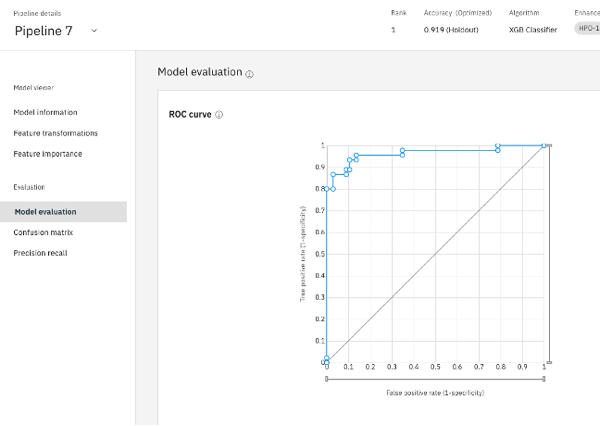 Pipeline details
Pipeline 7
Rank
1
Accuracy (Optimized)
0.919 (Holdout)
Algorithm
XGB Classifier
Enhance
HPO-1
Model viewer
Model information
Feature transformations
Feature importance
Evaluation
Model evaluation
Confusion matrix
Precision recall
Model evaluation
ROC curve
True positive rate (1-specificity)
1
0.9
0.8
0.7
0.6
0.5
0.4
0.3
0.2
0.1
0
0 0.1 0.2 0.3 0.4 0.5 0.6 0.7 0.8 0.9 1
False positive rate (1-specificity)